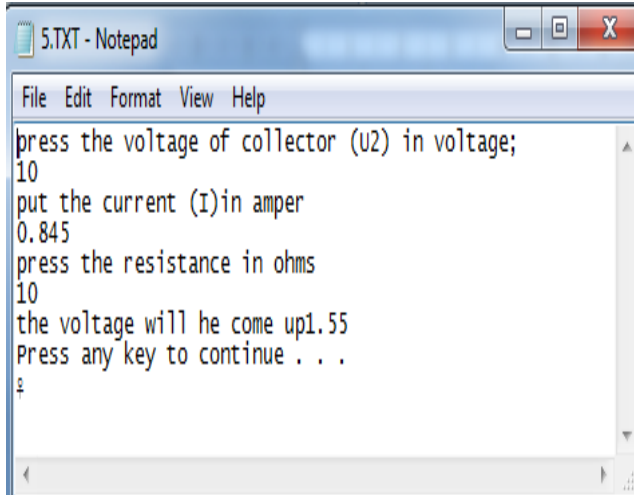 5.TXT - Notepad
File Edit Format View Help
press the voltage of collector (U2) in voltage;
10
put the current (I)in amper
0.845
press the resistance in ohms
10
the voltage will he come up1.55
Press any key to continue . . .